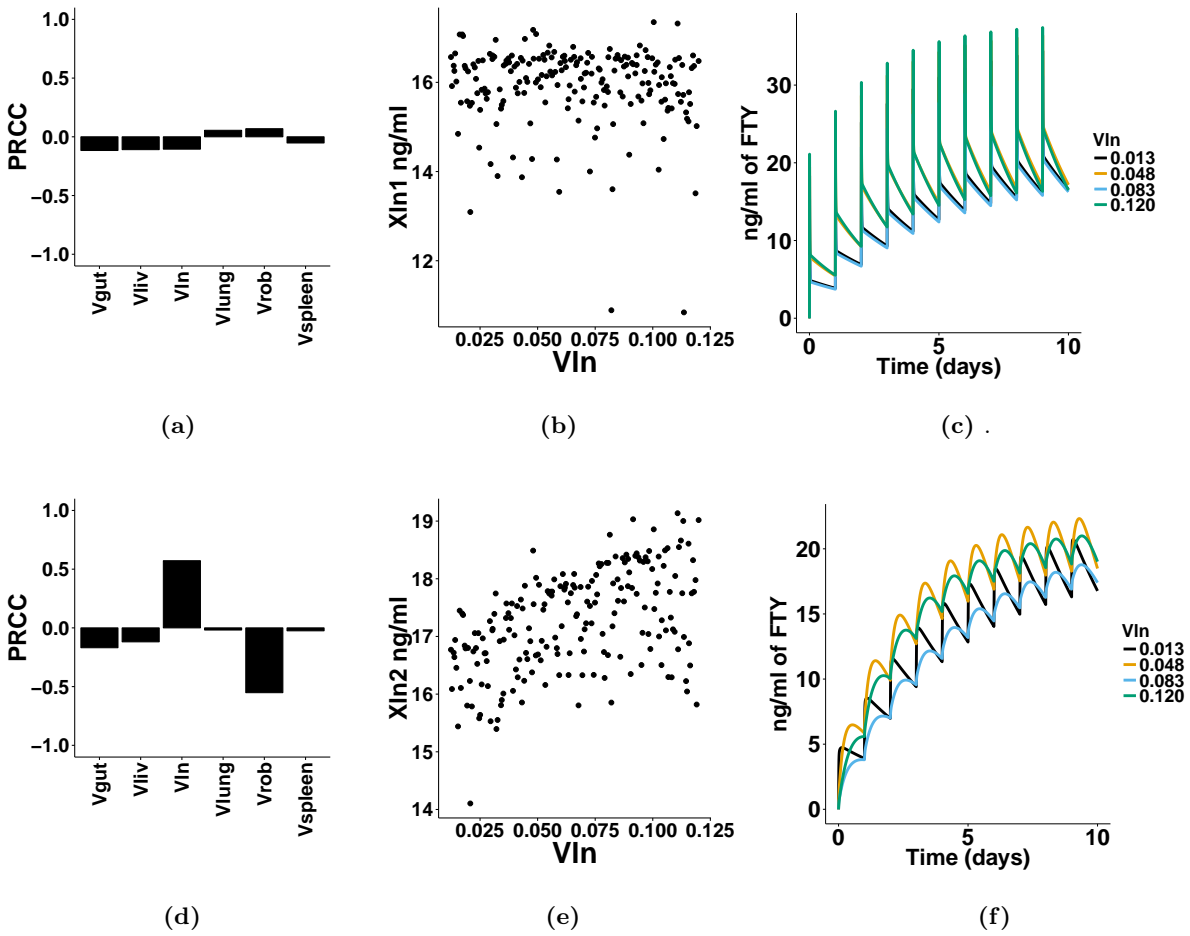 PRCC
1.0
0.5
0.0
−0.5
−1.0
Vgut
Vliv
Vln
Vlung
Vrob
Vspleen
(a)
Xln1 ng/ml
16
14
12
0.025 0.050 0.075 0.100 0.125
Vln
(b)
ng/ml of FTY
30
20
10
0
0 5 10
Time (days)
Vln
0.013
0.048
0.083
0.120
(c) .
PRCC
1.0
0.5
0.0
−0.5
−1.0
Vgut
Vliv
Vln
Vlung
Vrob
Vspleen
(d)
Xln2 ng/ml
19
18
17
16
15
14
0.025 0.050 0.075 0.100 0.125
Vln
(e)
ng/ml of FTY
20
15
10
5
0
0 5 10
Time (days)
Vln
0.013
0.048
0.083
0.120
(f)